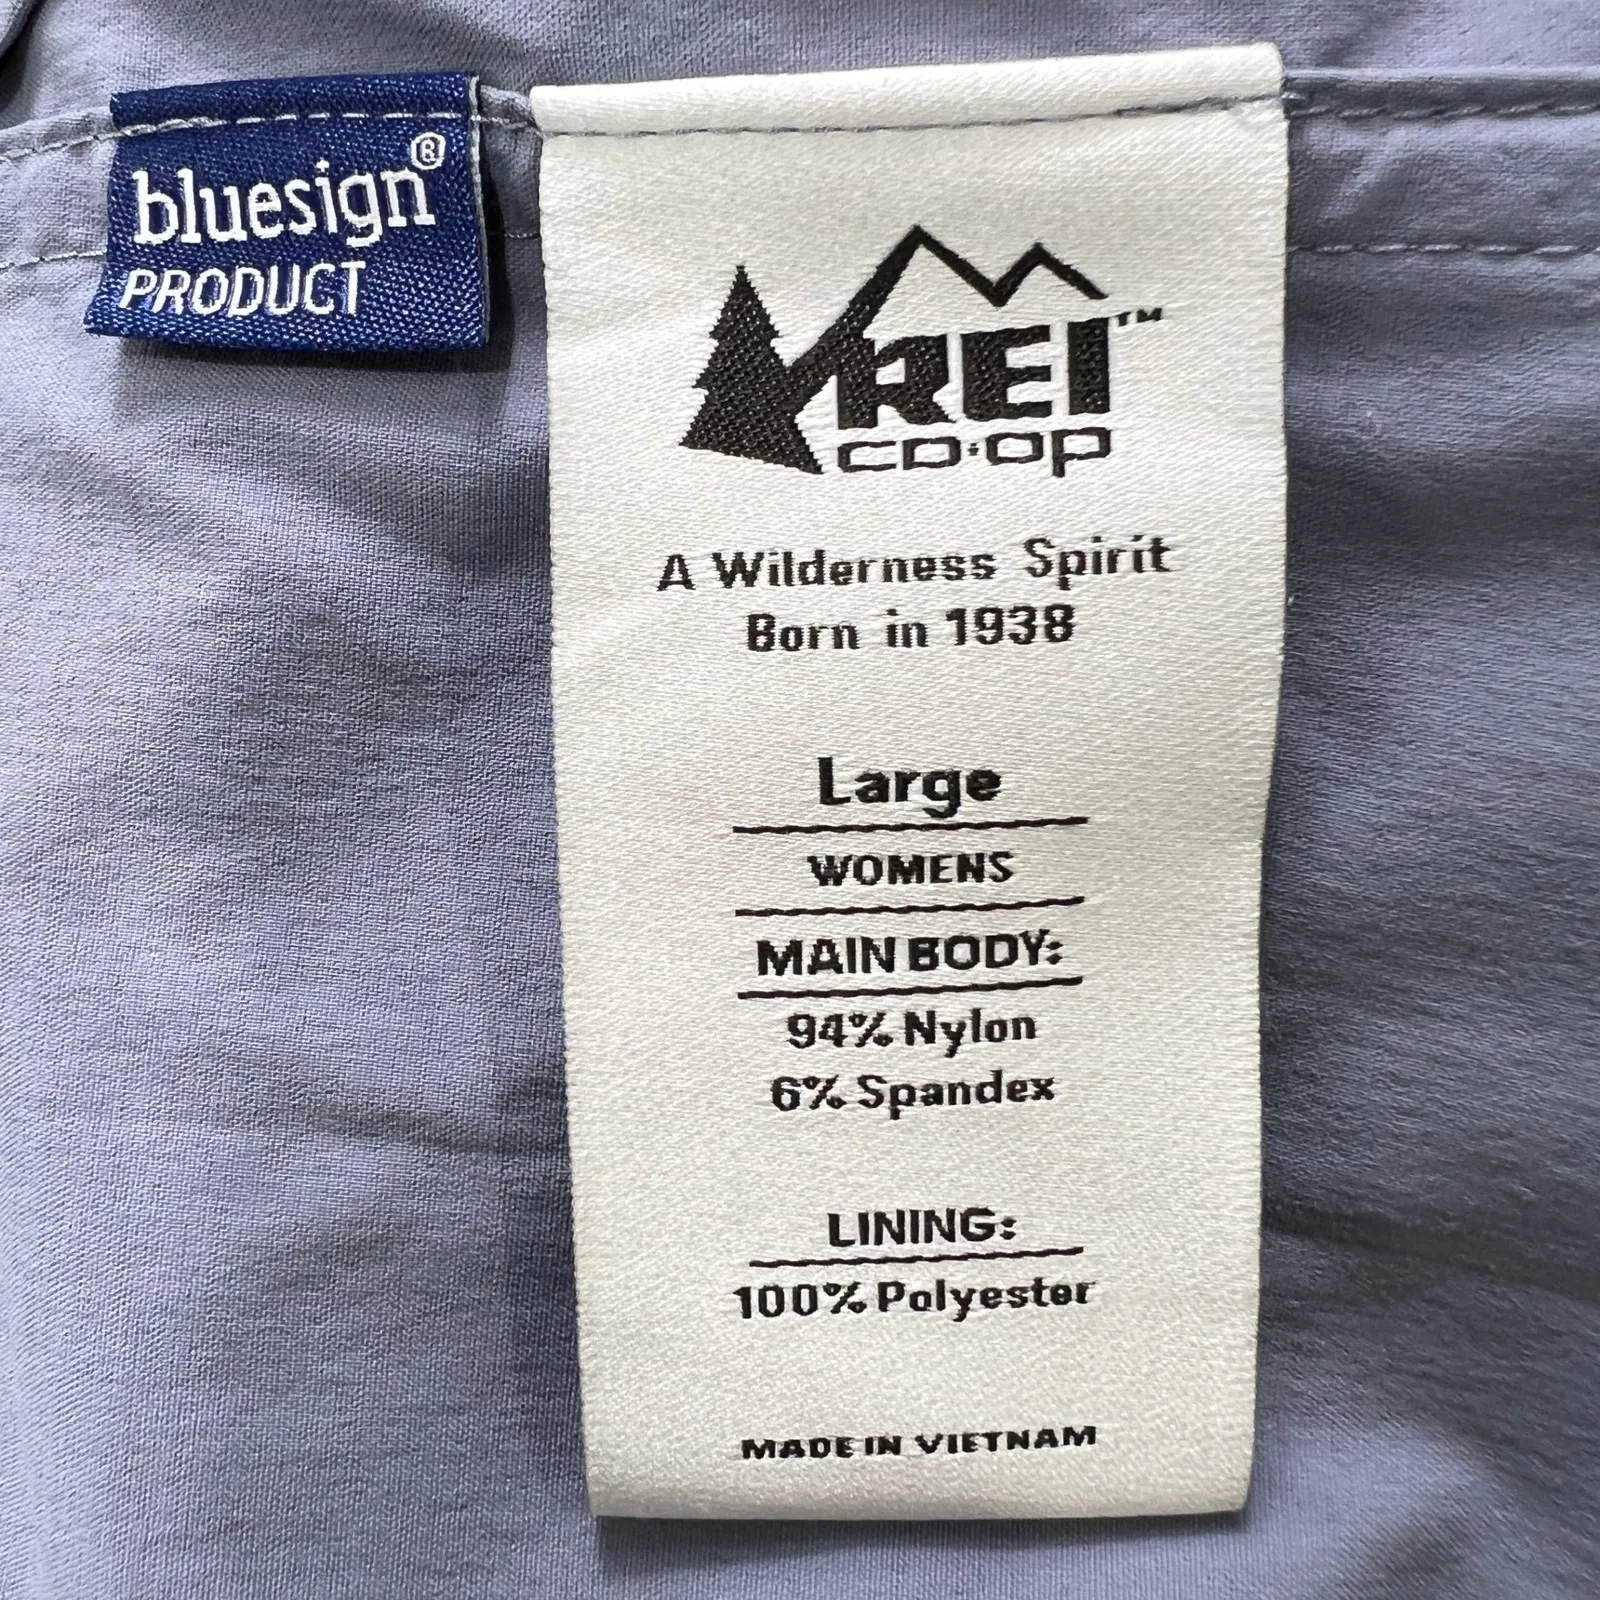 bluesign®
PRODUCT
REI™
CO·OP
A Wilderness Spirit
Born in 1938
Large
WOMENS
MAIN BODY:
94% Nylon
6% Spandex
LINING:
100% Polyester
MADE IN VIETNAM